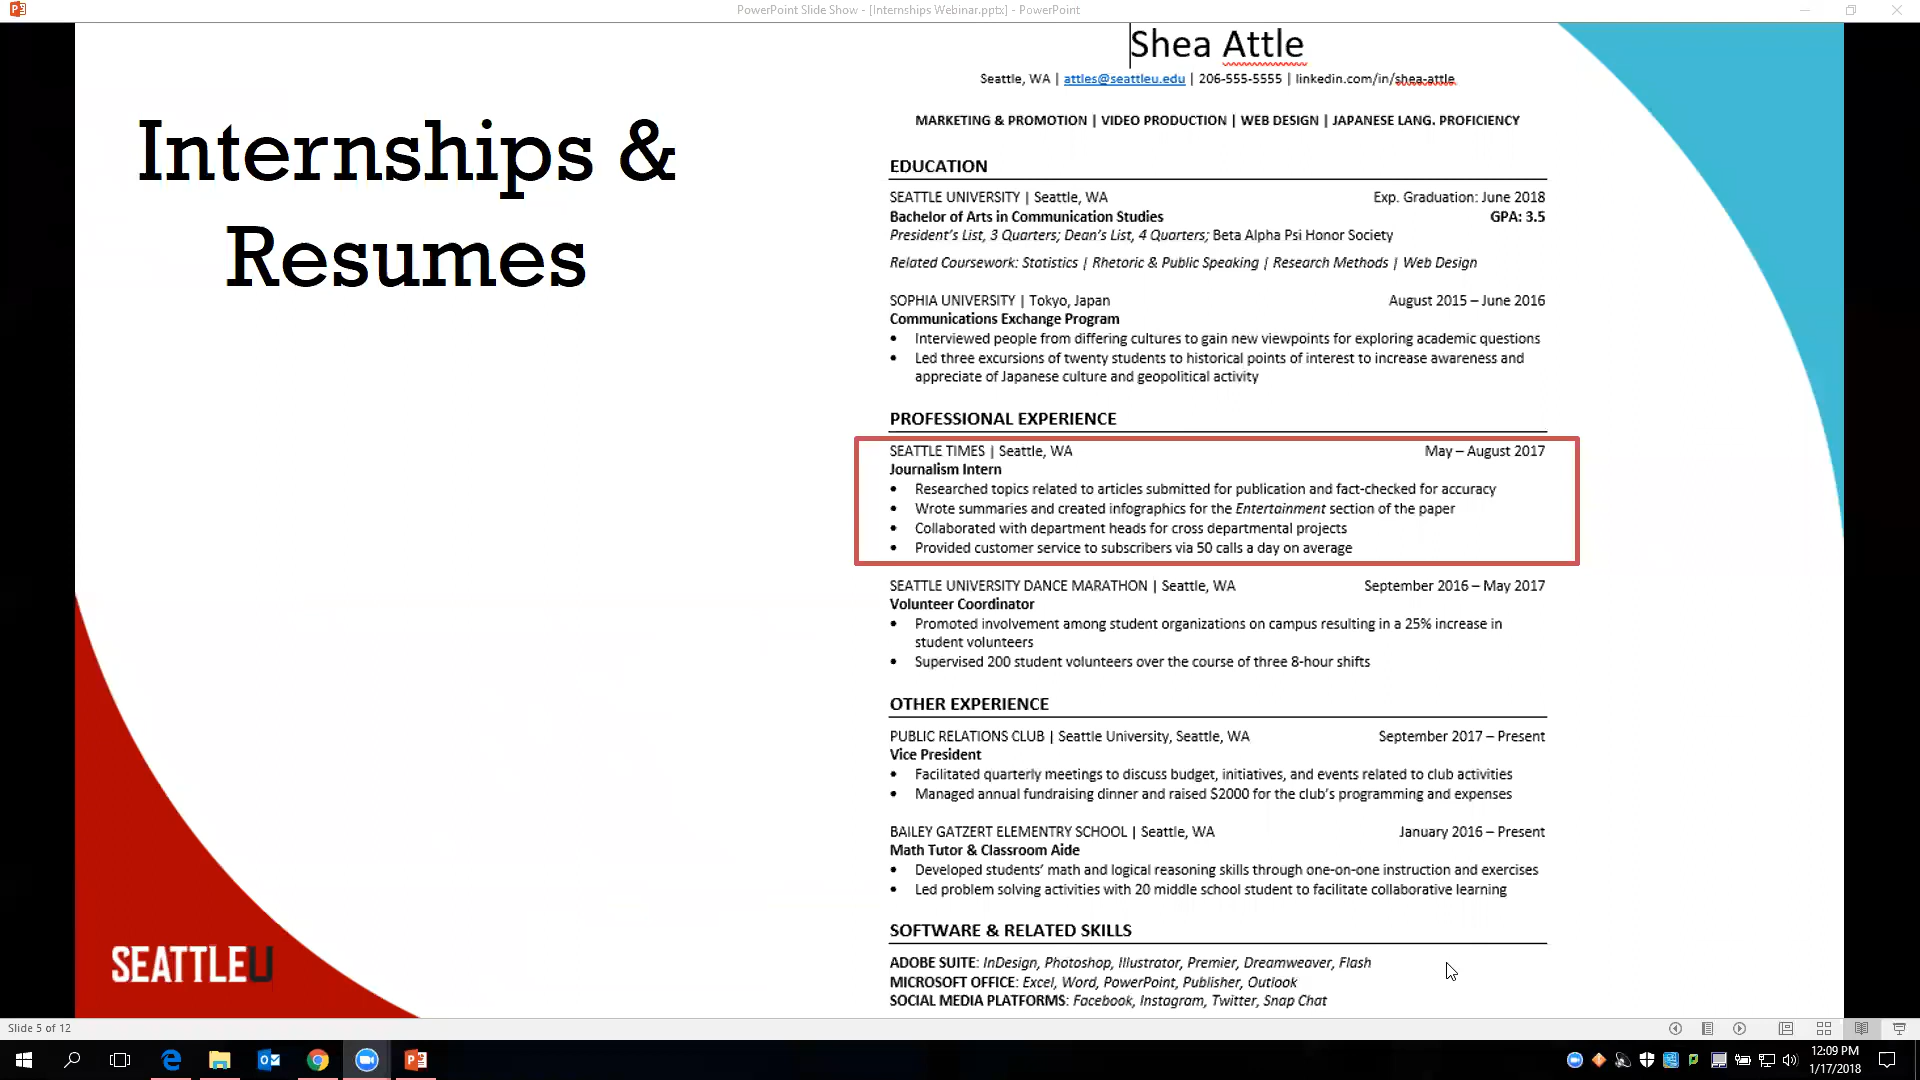 PowerPoint Slide Show - [Internships Webinar.pptx] - PowerPoint
Internships &
Resumes
Shea Attle
Seattle, WA | attles@seattleu.edu | 206-555-5555 | linkedin.com/in/shea-attle
MARKETING & PROMOTION | VIDEO PRODUCTION | WEB DESIGN | JAPANESE LANG. PROFICIENCY
EDUCATION
SEATTLE UNIVERSITY | Seattle, WA Exp. Graduation: June 2018
Bachelor of Arts in Communication Studies GPA: 3.5
President's List, 3 Quarters; Dean's List, 4 Quarters; Beta Alpha Psi Honor Society
Related Coursework: Statistics | Rhetoric & Public Speaking | Research Methods | Web Design
SOPHIA UNIVERSITY | Tokyo, Japan August 2015 – June 2016
Communications Exchange Program
• Interviewed people from differing cultures to gain new viewpoints for exploring academic questions
• Led three excursions of twenty students to historical points of interest to increase awareness and
appreciate of Japanese culture and geopolitical activity
PROFESSIONAL EXPERIENCE
SEATTLE TIMES | Seattle, WA May – August 2017
Journalism Intern
• Researched topics related to articles submitted for publication and fact-checked for accuracy
• Wrote summaries and created infographics for the Entertainment section of the paper
• Collaborated with department heads for cross departmental projects
• Provided customer service to subscribers via 50 calls a day on average
SEATTLE UNIVERSITY DANCE MARATHON | Seattle, WA September 2016 – May 2017
Volunteer Coordinator
• Promoted involvement among student organizations on campus resulting in a 25% increase in
student volunteers
• Supervised 200 student volunteers over the course of three 8-hour shifts
OTHER EXPERIENCE
PUBLIC RELATIONS CLUB | Seattle University, Seattle, WA September 2017 – Present
Vice President
• Facilitated quarterly meetings to discuss budget, initiatives, and events related to club activities
• Managed annual fundraising dinner and raised $2000 for the club's programming and expenses
BAILEY GATZERT ELEMENTRY SCHOOL | Seattle, WA January 2016 – Present
Math Tutor & Classroom Aide
• Developed students' math and logical reasoning skills through one-on-one instruction and exercises
• Led problem solving activities with 20 middle school student to facilitate collaborative learning
SOFTWARE & RELATED SKILLS
ADOBE SUITE: InDesign, Photoshop, Illustrator, Premier, Dreamweaver, Flash
MICROSOFT OFFICE: Excel, Word, PowerPoint, Publisher, Outlook
SOCIAL MEDIA PLATFORMS: Facebook, Instagram, Twitter, Snap Chat
SEATTLEU
Slide 5 of 12
12:09 PM
1/17/2018